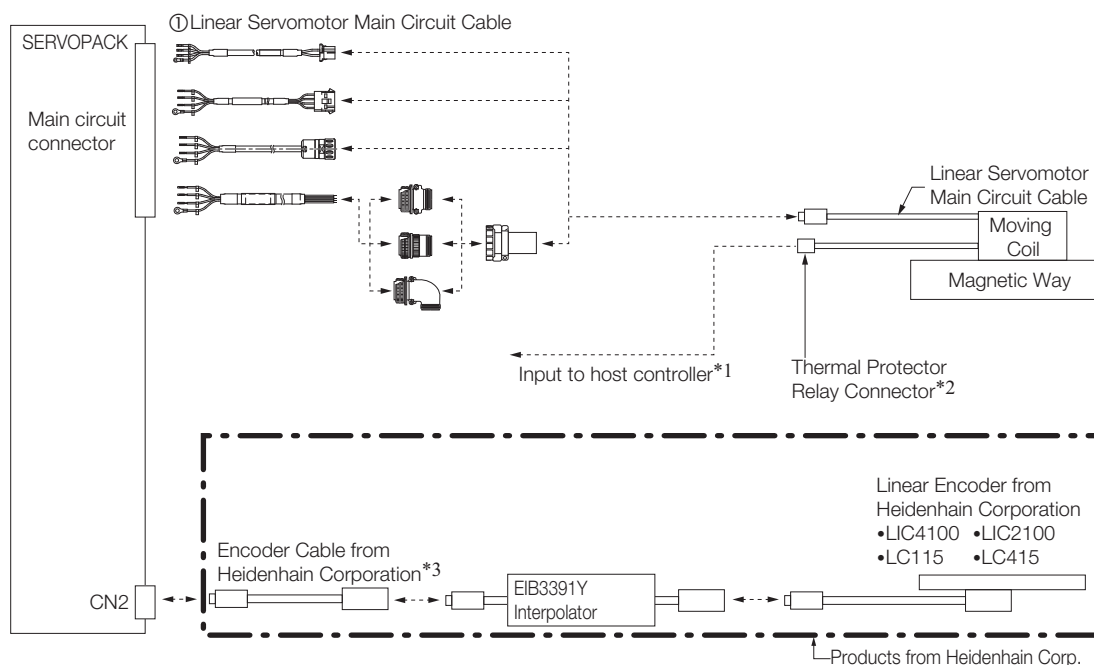 ①Linear Servomotor Main Circuit Cable
SERVOPACK
Main circuit
connector
Linear Servomotor
Main Circuit Cable
Moving
Coil
Magnetic Way
Input to host controller*1
Thermal Protector
Relay Connector*2
Linear Encoder from
Heidenhain Corporation
•LIC4100 •LIC2100
•LC115 •LC415
Encoder Cable from
Heidenhain Corporation*3
EIB3391Y
Interpolator
CN2
Products from Heidenhain Corp.